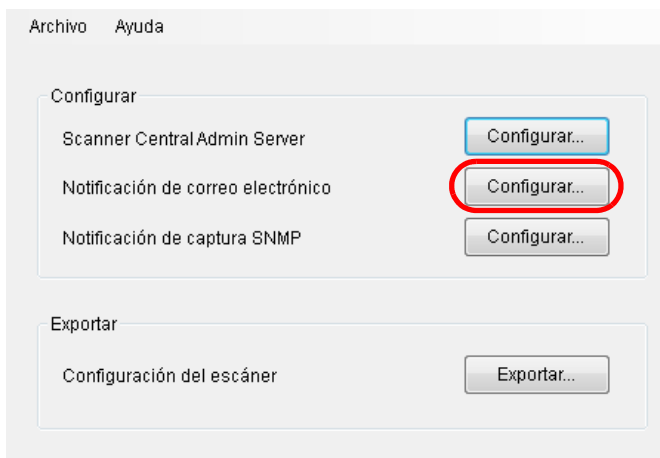 Archivo Ayuda
Configurar
Scanner Central Admin Server Configurar...
Notificación de correo electrónico Configurar...
Notificación de captura SNMP Configurar...
Exportar
Configuración del escáner Exportar...